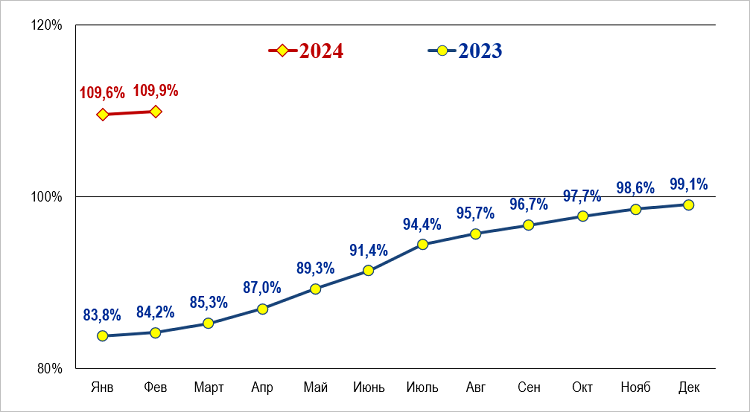 120%
2024 2023
109,6% 109,9%
100%
83,8% 84,2% 85,3% 87,0% 89,3% 91,4% 94,4% 95,7% 96,7% 97,7% 98,6% 99,1%
80%
Янв Фев Март Апр Май Июнь Июль Авг Сен Окт Нояб Дек